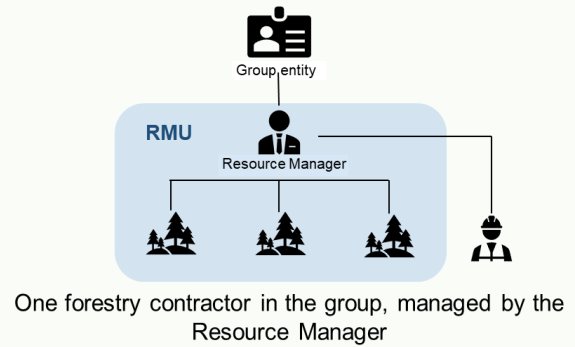 Group entity
RMU
Resource Manager
One forestry contractor in the group, managed by the
Resource Manager